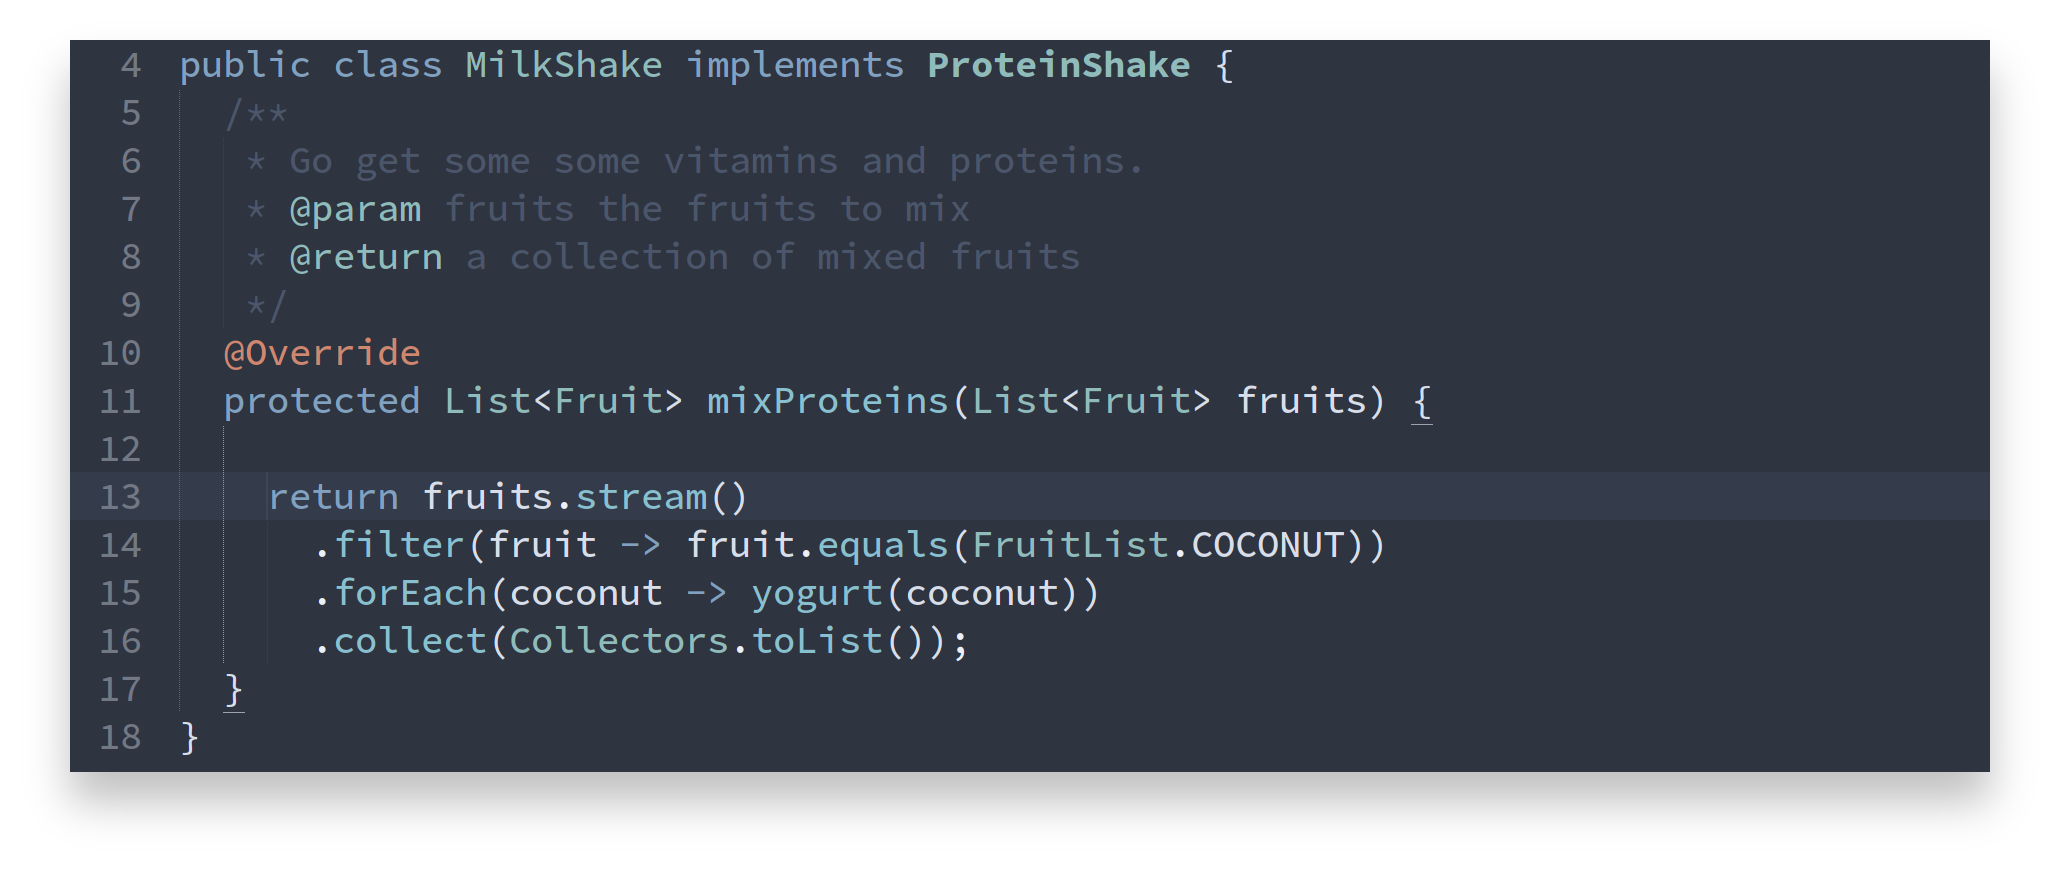 4 public class MilkShake implements ProteinShake {
5 /**
6 * Go get some some vitamins and proteins.
7 * @param fruits the fruits to mix
8 * @return a collection of mixed fruits
9 */
10 @Override
11 protected List<Fruit> mixProteins(List<Fruit> fruits) {
12
13 return fruits.stream()
14 .filter(fruit -> fruit.equals(FruitList.COCONUT))
15 .forEach(coconut -> yogurt(coconut))
16 .collect(Collectors.toList());
17 }
18 }